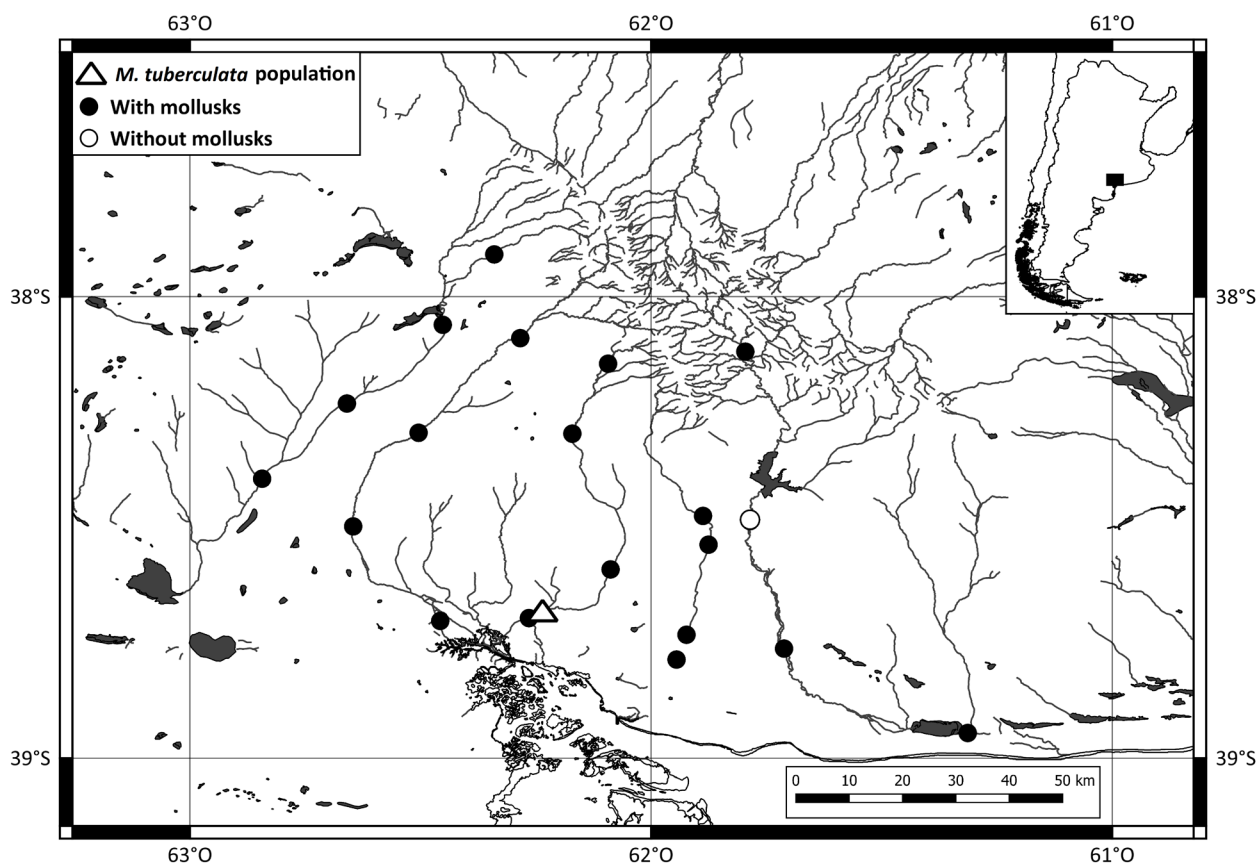 63°O 62°O 61°O
M. tuberculata population
With mollusks
Without mollusks
38°S 38°S
39°S 39°S
0 10 20 30 40 50 km
63°O 62°O 61°O